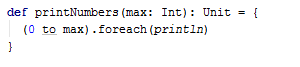 def printNumbers(max: Int): Unit = {
(0 to max).foreach(println)
}